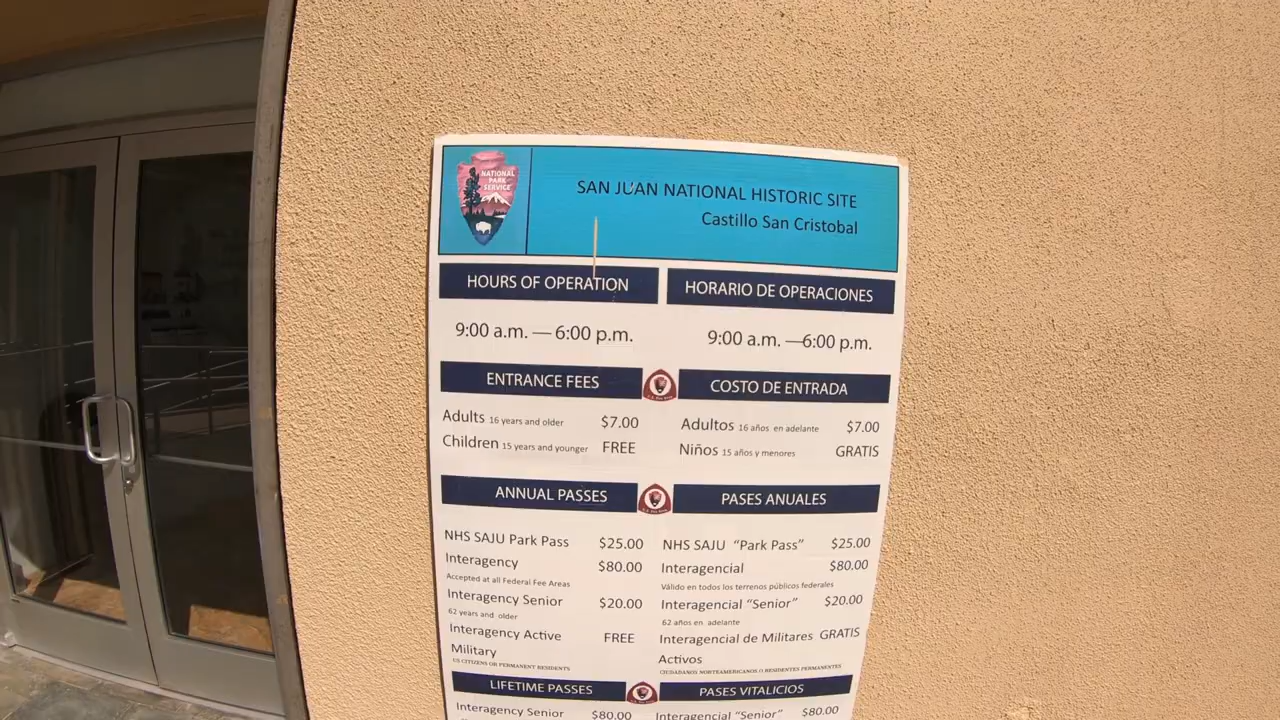 NATIONAL
PARK
SERVICE
SAN JUAN NATIONAL HISTORIC SITE
Castillo San Cristobal
HOURS OF OPERATION
HORARIO DE OPERACIONES
9:00 a.m. — 6:00 p.m.
9:00 a.m. —6:00 p.m.
ENTRANCE FEES
COSTO DE ENTRADA
Adults 16 years and older $7.00
Adultos 16 años en adelante $7.00
Children 15 years and younger FREE
Niños 15 años y menores GRATIS
ANNUAL PASSES
PASES ANUALES
NHS SAJU Park Pass $25.00
NHS SAJU “Park Pass” $25.00
Interagency $80.00
Interagencial $80.00
Accepted at all Federal Fee Areas
Válido en todos los terrenos públicos federales
Interagency Senior $20.00
Interagencial “Senior” $20.00
62 years and older
62 años en adelante
Interagency Active FREE
Interagencial de Militares GRATIS
Military
Activos
US CITIZENS OR PERMANENT RESIDENTS
CIUDADANOS NORTEAMERICANOS O RESIDENTES PERMANENTES
LIFETIME PASSES
PASES VITALICIOS
Interagency Senior $80.00
Interagencial “Senior” $80.00